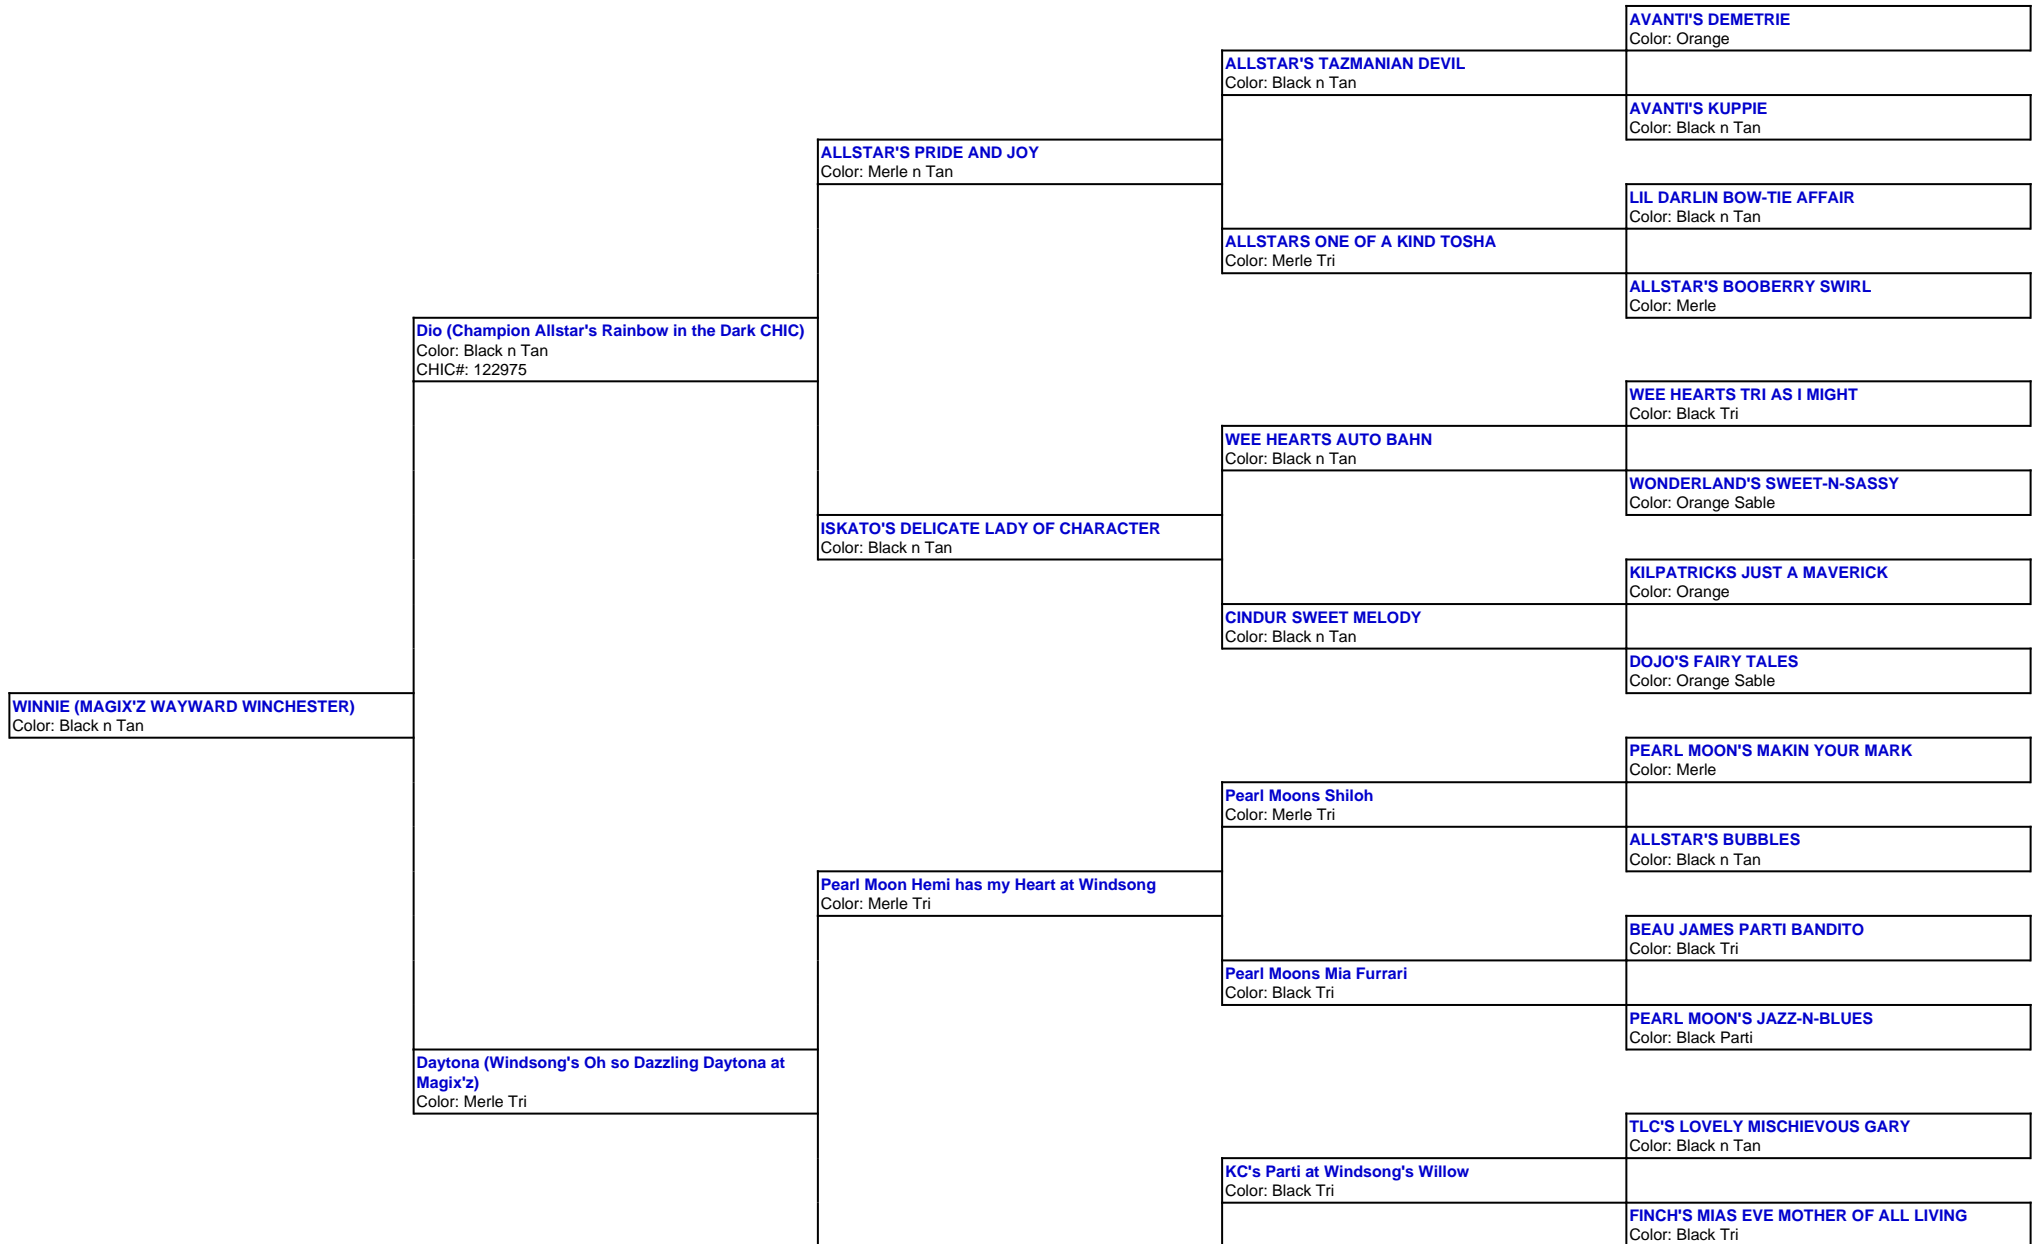 AVANTI'S DEMETRIE
Color: Orange
ALLSTAR'S TAZMANIAN DEVIL
Color: Black n Tan
AVANTI'S KUPPIE
Color: Black n Tan
ALLSTAR'S PRIDE AND JOY
Color: Merle n Tan
LIL DARLIN BOW-TIE AFFAIR
Color: Black n Tan
ALLSTARS ONE OF A KIND TOSHA
Color: Merle Tri
ALLSTAR'S BOOBERRY SWIRL
Color: Merle
Dio (Champion Allstar's Rainbow in the Dark CHIC)
Color: Black n Tan
CHIC#: 122975
WEE HEARTS TRI AS I MIGHT
Color: Black Tri
WEE HEARTS AUTO BAHN
Color: Black n Tan
WONDERLAND'S SWEET-N-SASSY
Color: Orange Sable
ISKATO'S DELICATE LADY OF CHARACTER
Color: Black n Tan
KILPATRICKS JUST A MAVERICK
Color: Orange
CINDUR SWEET MELODY
Color: Black n Tan
DOJO'S FAIRY TALES
Color: Orange Sable
WINNIE (MAGIX'Z WAYWARD WINCHESTER)
Color: Black n Tan
PEARL MOON'S MAKIN YOUR MARK
Color: Merle
Pearl Moons Shiloh
Color: Merle Tri
ALLSTAR'S BUBBLES
Color: Black n Tan
Pearl Moon Hemi has my Heart at Windsong
Color: Merle Tri
BEAU JAMES PARTI BANDITO
Color: Black Tri
Pearl Moons Mia Furrari
Color: Black Tri
PEARL MOON'S JAZZ-N-BLUES
Color: Black Parti
Daytona (Windsong's Oh so Dazzling Daytona at
Magix'z)
Color: Merle Tri
TLC'S LOVELY MISCHIEVOUS GARY
Color: Black n Tan
KC's Parti at Windsong's Willow
Color: Black Tri
FINCH'S MIAS EVE MOTHER OF ALL LIVING
Color: Black Tri